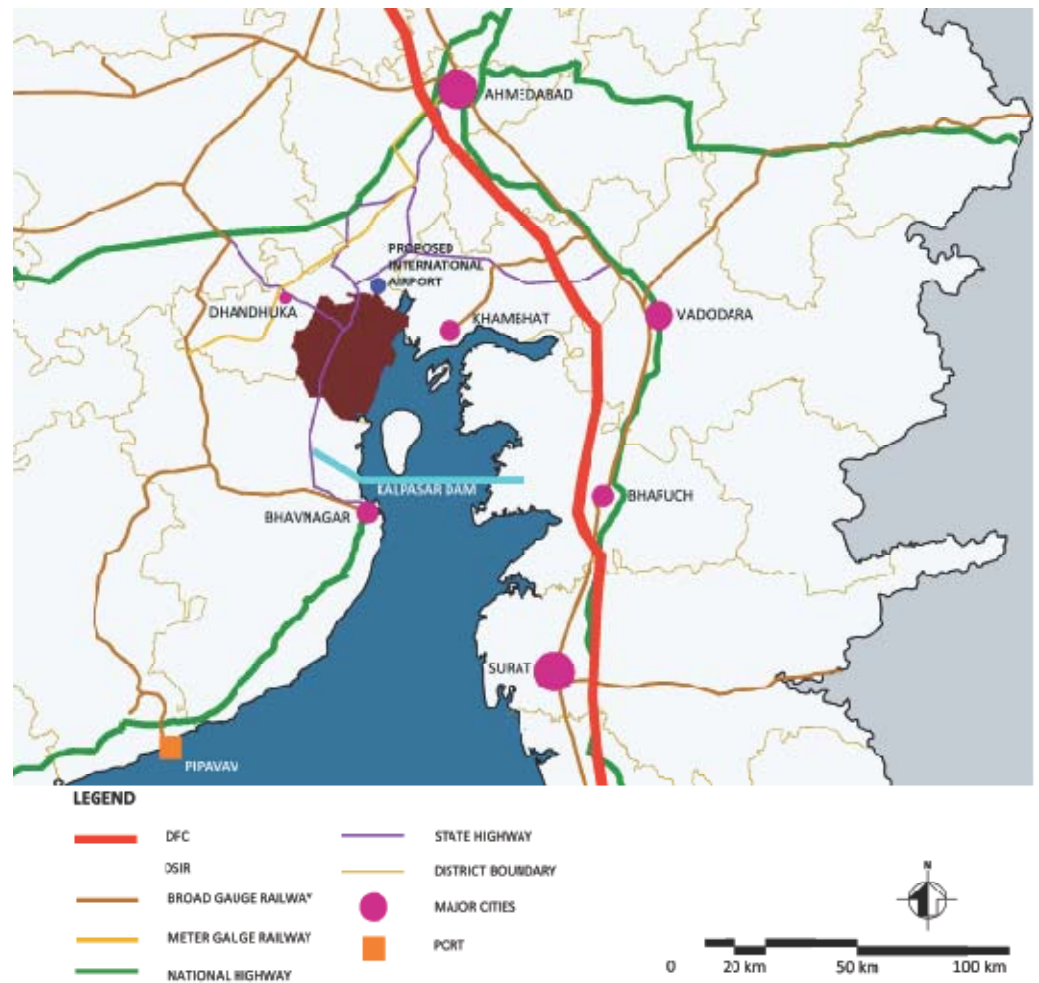 AHMEDABAD
PROPOSED
INTERNATIONAL
AIRPORT
DHANDHUKA
KHAMBHAT
VADODARA
KALPASAR DAM
BHARUCH
BHAVNAGAR
SURAT
PIPAVAV
LEGEND
DFC
DSIR
BROAD GAUGE RAILWAY
METER GAUGE RAILWAY
NATIONAL HIGHWAY
STATE HIGHWAY
DISTRICT BOUNDARY
MAJOR CITIES
PORT
N
0 20 km 50 km 100 km